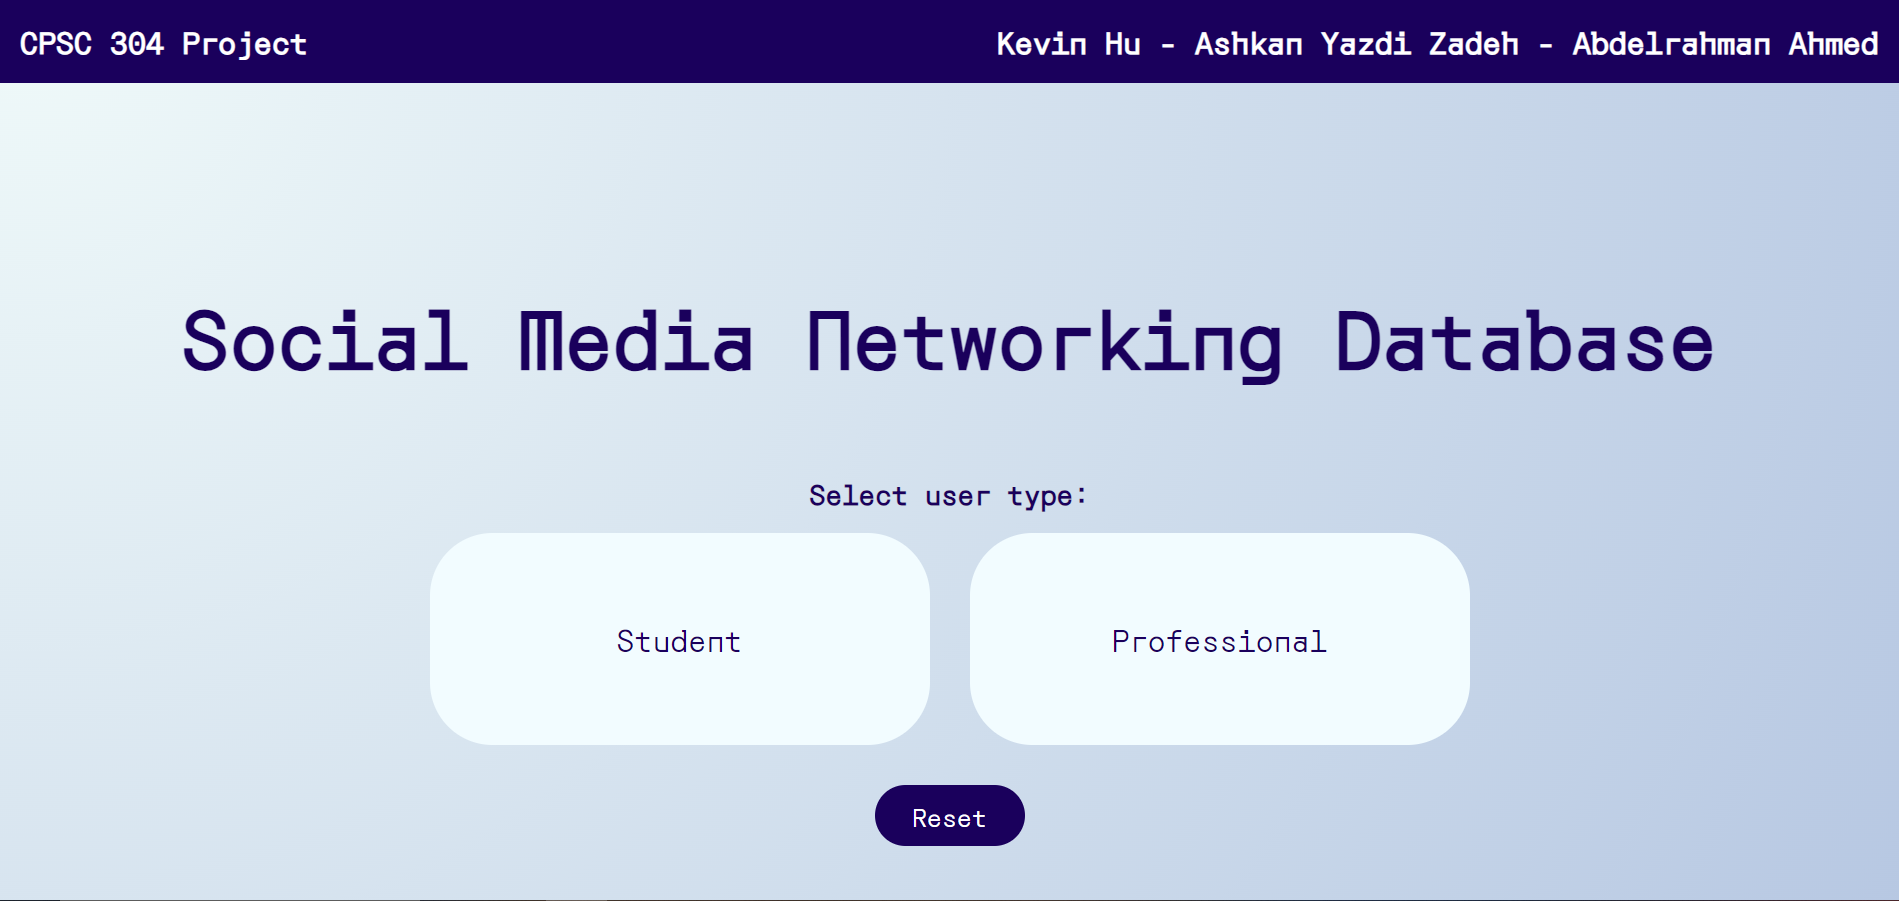 CPSC 304 Project
Kevin Hu - Ashkan Yazdi Zadeh - Abdelrahman Ahmed
Social Media Networking Database
Select user type:
Student
Professional
Reset